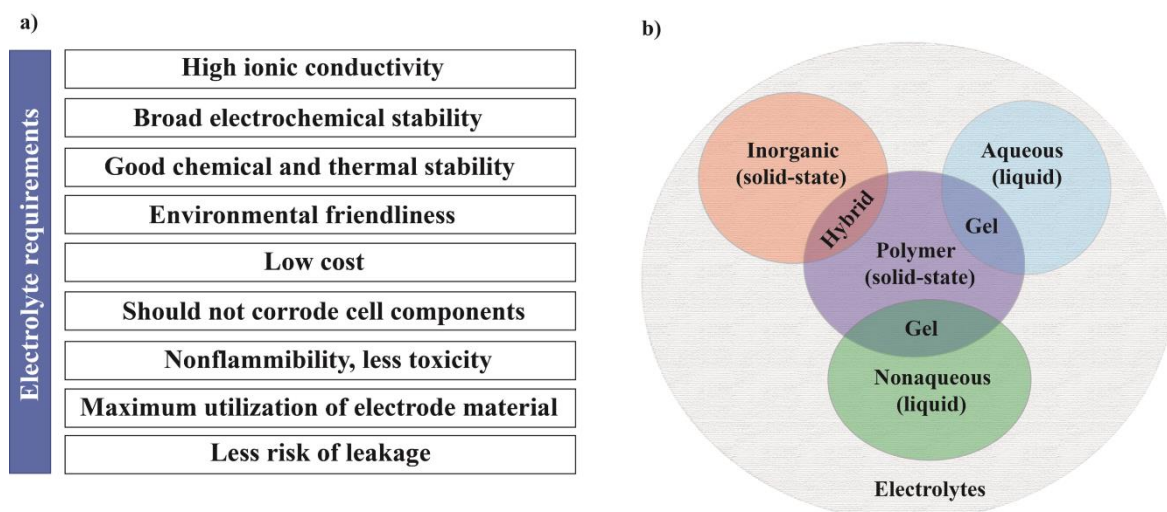 a)
Electrolyte requirements
High ionic conductivity
Broad electrochemical stability
Good chemical and thermal stability
Environmental friendliness
Low cost
Should not corrode cell components
Nonflammibility, less toxicity
Maximum utilization of electrode material
Less risk of leakage
b)
Inorganic
(solid-state)
Aqueous
(liquid)
Hybrid
Gel
Polymer
(solid-state)
Gel
Nonaqueous
(liquid)
Electrolytes